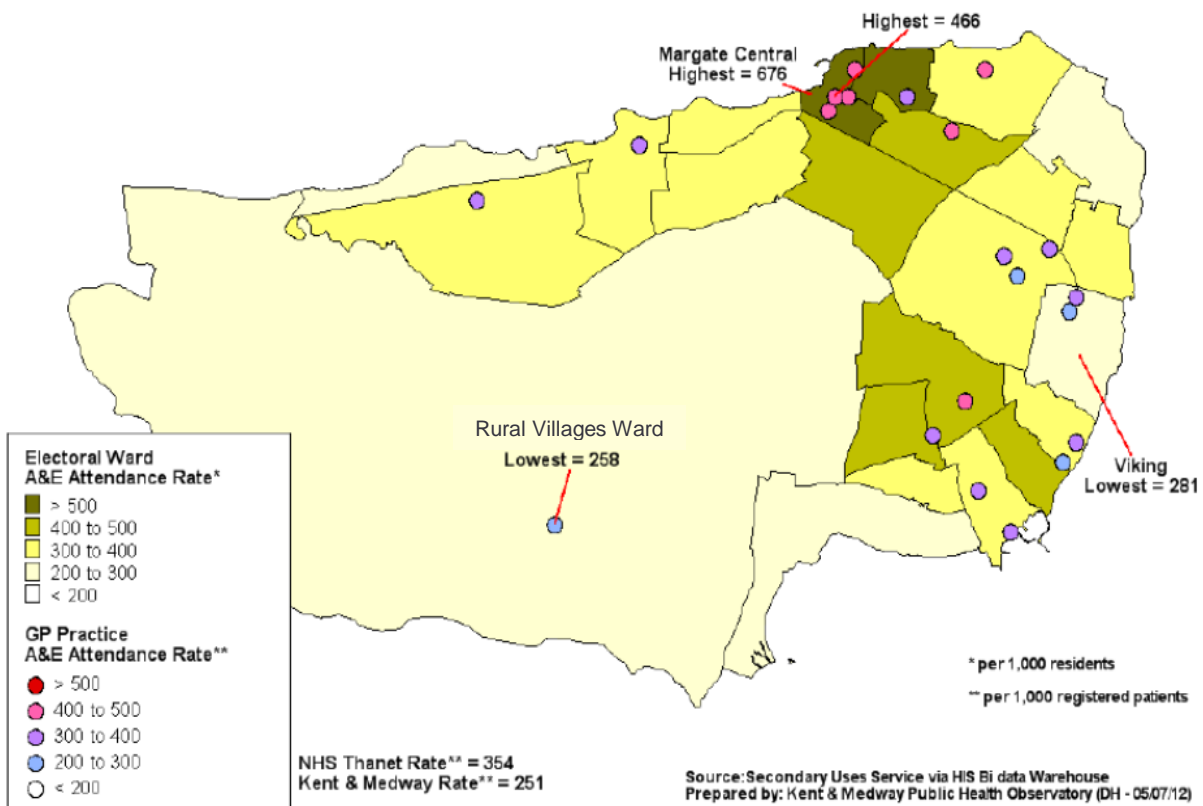 Highest = 466
Margate Central
Highest = 676
Rural Villages Ward
Lowest = 258
Viking
Lowest = 281
Electoral Ward
A&E Attendance Rate*
> 500
400 to 500
300 to 400
200 to 300
< 200
GP Practice
A&E Attendance Rate**
> 500
400 to 500
300 to 400
200 to 300
< 200
* per 1,000 residents
** per 1,000 registered patients
NHS Thanet Rate** = 354
Kent & Medway Rate** = 251
Source:Secondary Uses Service via HIS Bi data Warehouse
Prepared by: Kent & Medway Public Health Observatory (DH - 05/07/12)